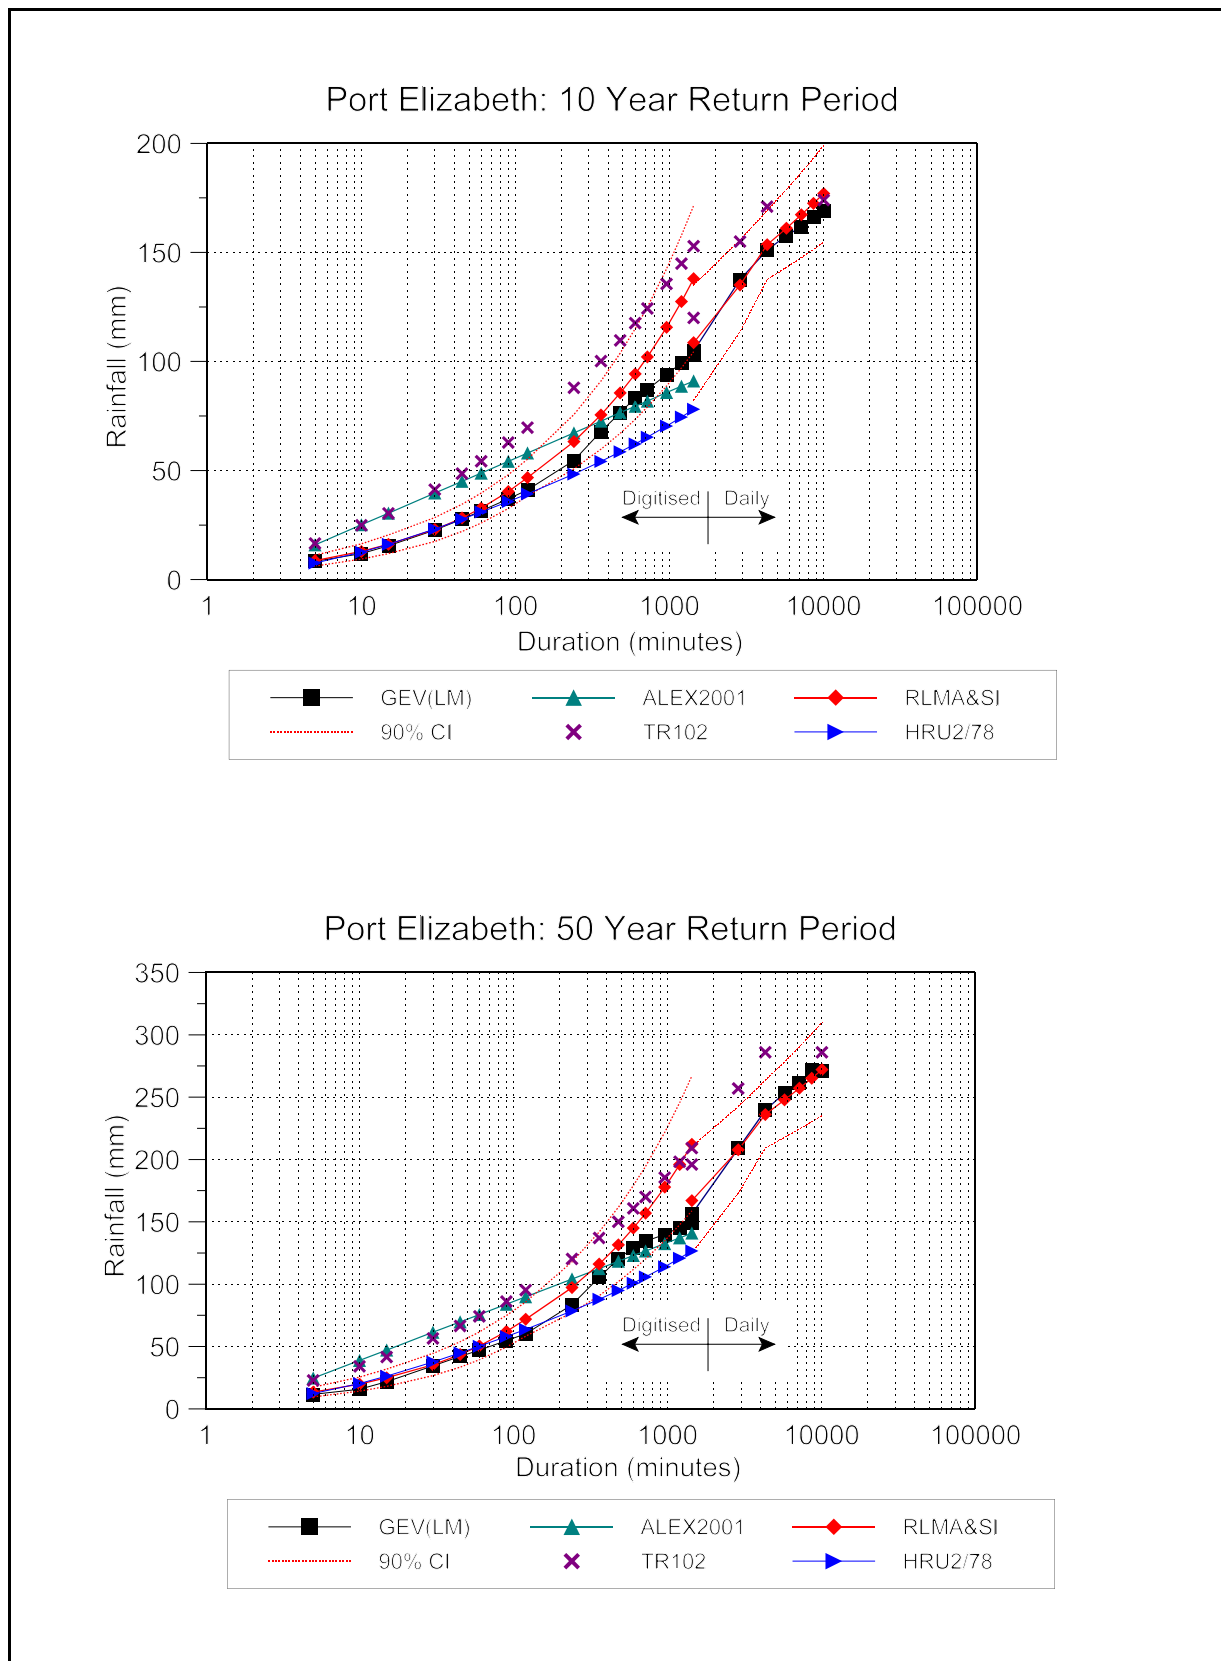 Port Elizabeth: 10 Year Return Period
200
150
100
50
0
Rainfall (mm)
Digitised Daily
1 10 100 1000 10000 100000
Duration (minutes)
GEV(LM) ALEX2001 RLMA&SI
90% CI TR102 HRU2/78
Port Elizabeth: 50 Year Return Period
350
300
250
200
150
100
50
0
Rainfall (mm)
Digitised Daily
1 10 100 1000 10000 100000
Duration (minutes)
GEV(LM) ALEX2001 RLMA&SI
90% CI TR102 HRU2/78